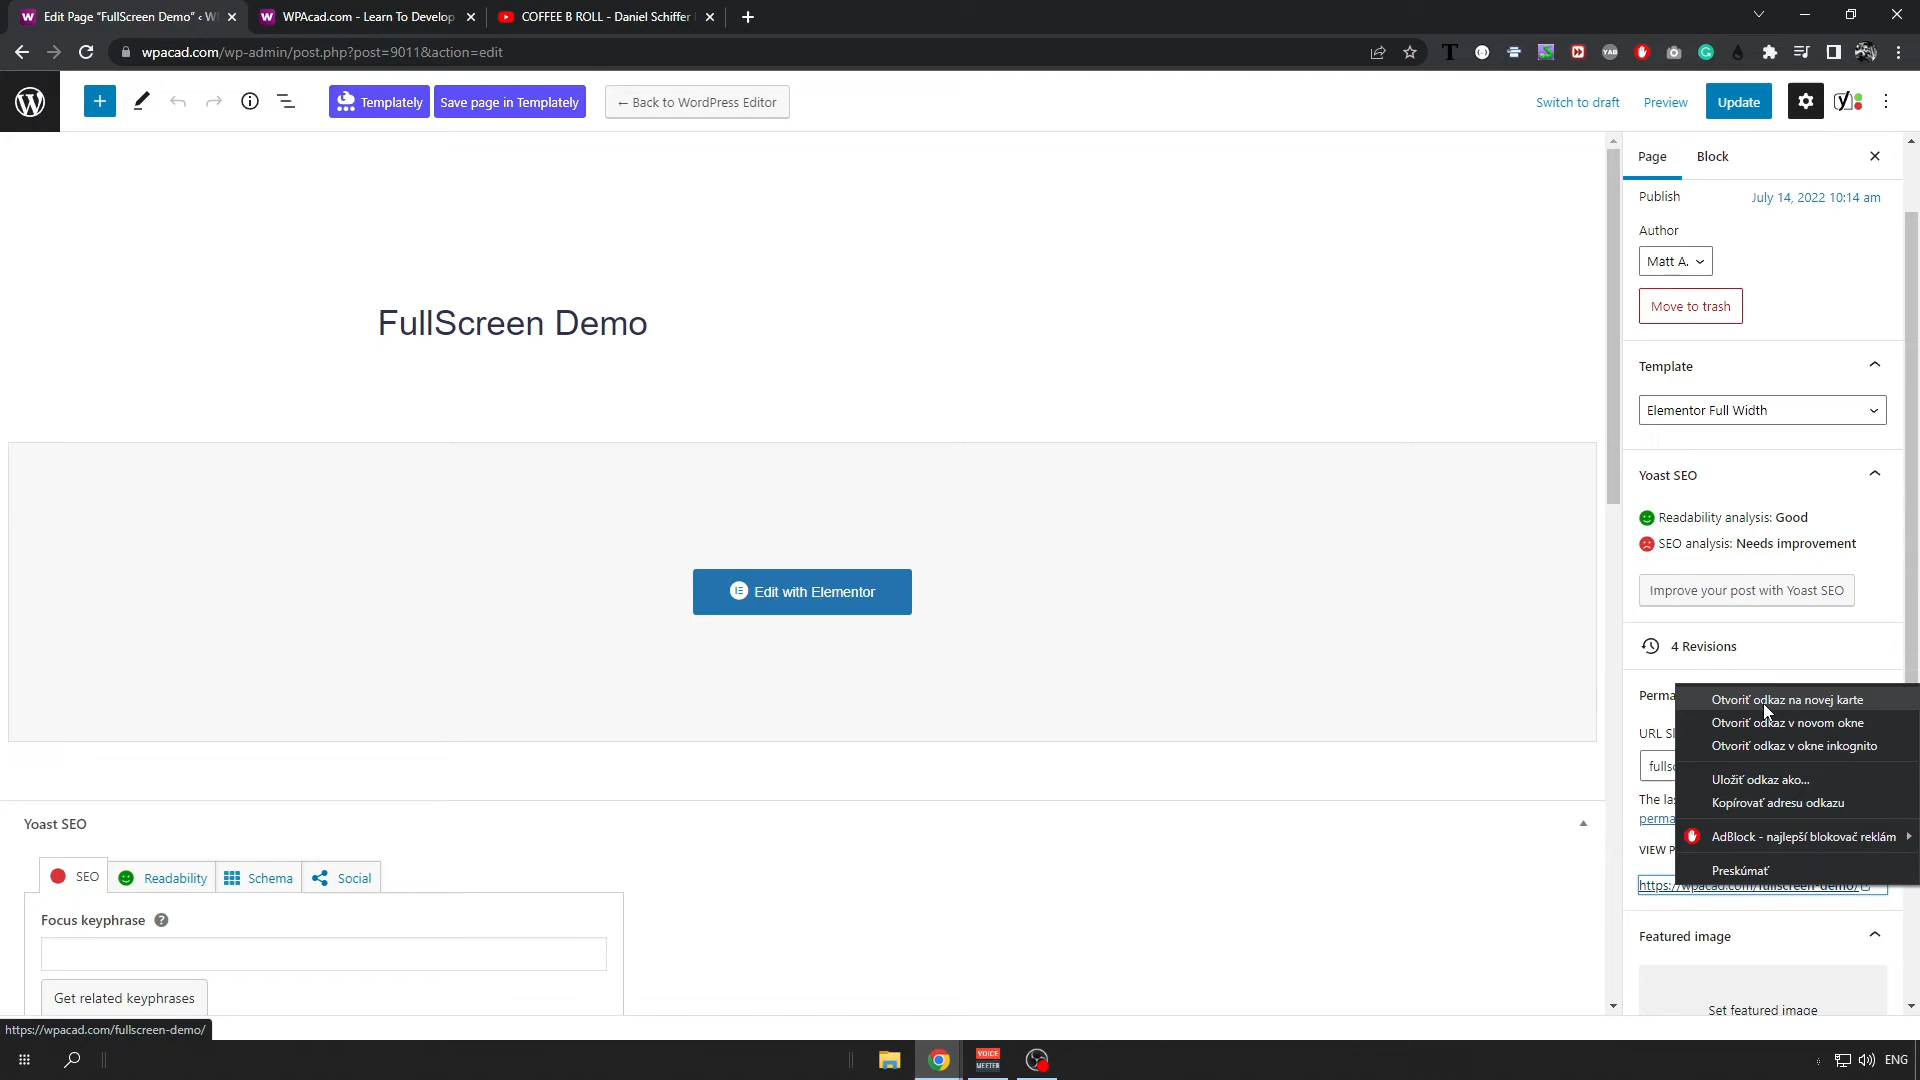 Edit Page "FullScreen Demo" ‹ W
WPAcad.com - Learn To Develop
COFFEE B ROLL - Daniel Schiffer
wpacad.com/wp-admin/post.php?post=9011&action=edit
Templately
Save page in Templately
← Back to WordPress Editor
Switch to draft
Preview
Update
Page
Block
Publish
July 14, 2022 10:14 am
Author
Matt A.
Move to trash
FullScreen Demo
Template
Elementor Full Width
Yoast SEO
Readability analysis: Good
SEO analysis: Needs improvement
Improve your post with Yoast SEO
Edit with Elementor
4 Revisions
Perma
Otvoriť odkaz na novej karte
Otvoriť odkaz v novom okne
URL Sl
Otvoriť odkaz v okne inkognito
fullsc
Uložiť odkaz ako...
The las
Kopírovať adresu odkazu
perma
AdBlock - najlepší blokovač reklám
VIEW P
Preskúmať
https://wpacad.com/fullscreen-demo/
Yoast SEO
SEO
Readability
Schema
Social
Focus keyphrase
Get related keyphrases
Featured image
Set featured image
https://wpacad.com/fullscreen-demo/
VOICE
MEETER
ENG